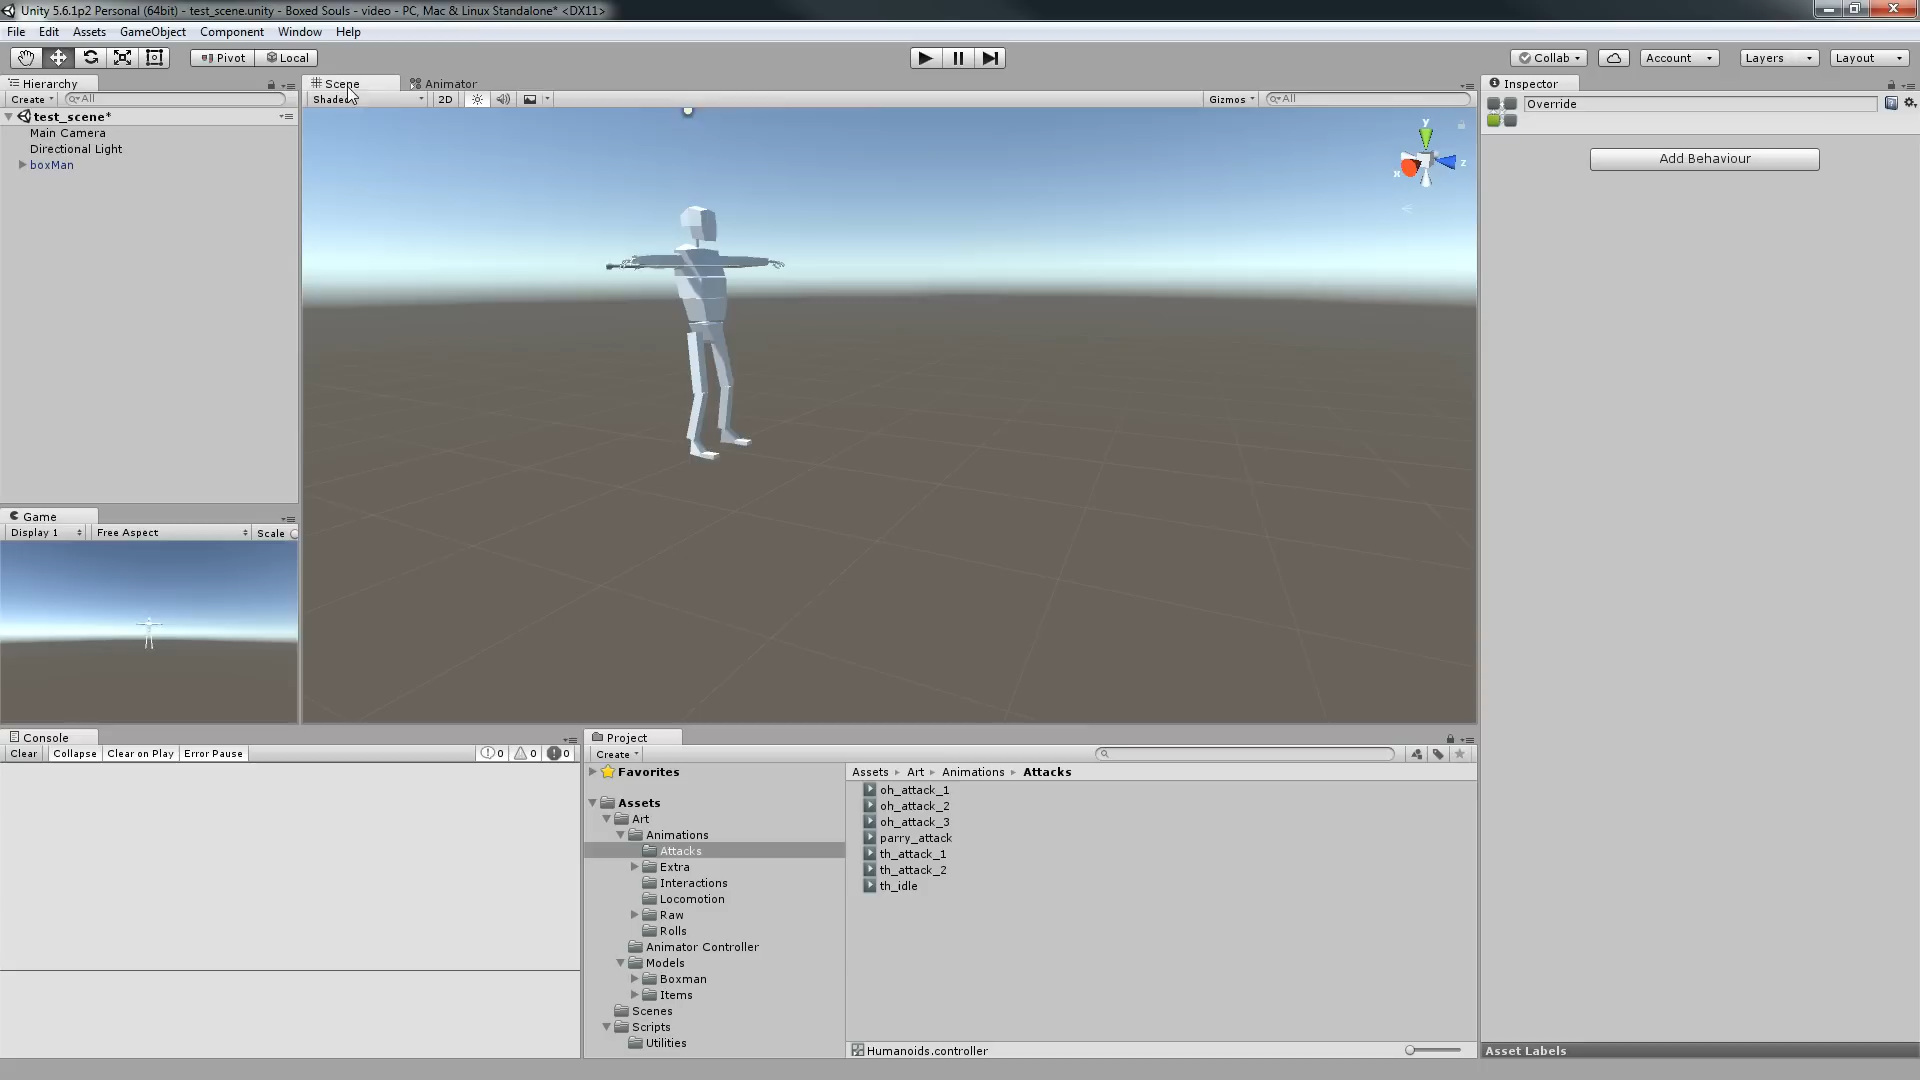 Unity 5.6.1p2 Personal (64bit) - test_scene.unity - Boxed Souls - video - PC, Mac & Linux Standalone* <DX11>
File Edit Assets GameObject Component Window Help
Pivot Local Collab Account Layers Layout
Hierarchy
Create All
test_scene*
Main Camera
Directional Light
boxMan
Scene Animator
Shaded 2D Gizmos All
y
x
z
Inspector
Override
Add Behaviour
Game
Display 1 Free Aspect Scale
Console
Clear Collapse Clear on Play Error Pause 0 0 0
Project
Create
Favorites
Assets
Art
Animations
Attacks
Extra
Interactions
Locomotion
Raw
Rolls
Animator Controller
Models
Boxman
Items
Scenes
Scripts
Utilities
Assets Art Animations Attacks
oh_attack_1
oh_attack_2
oh_attack_3
parry_attack
th_attack_1
th_attack_2
th_idle
Humanoids.controller
Asset Labels